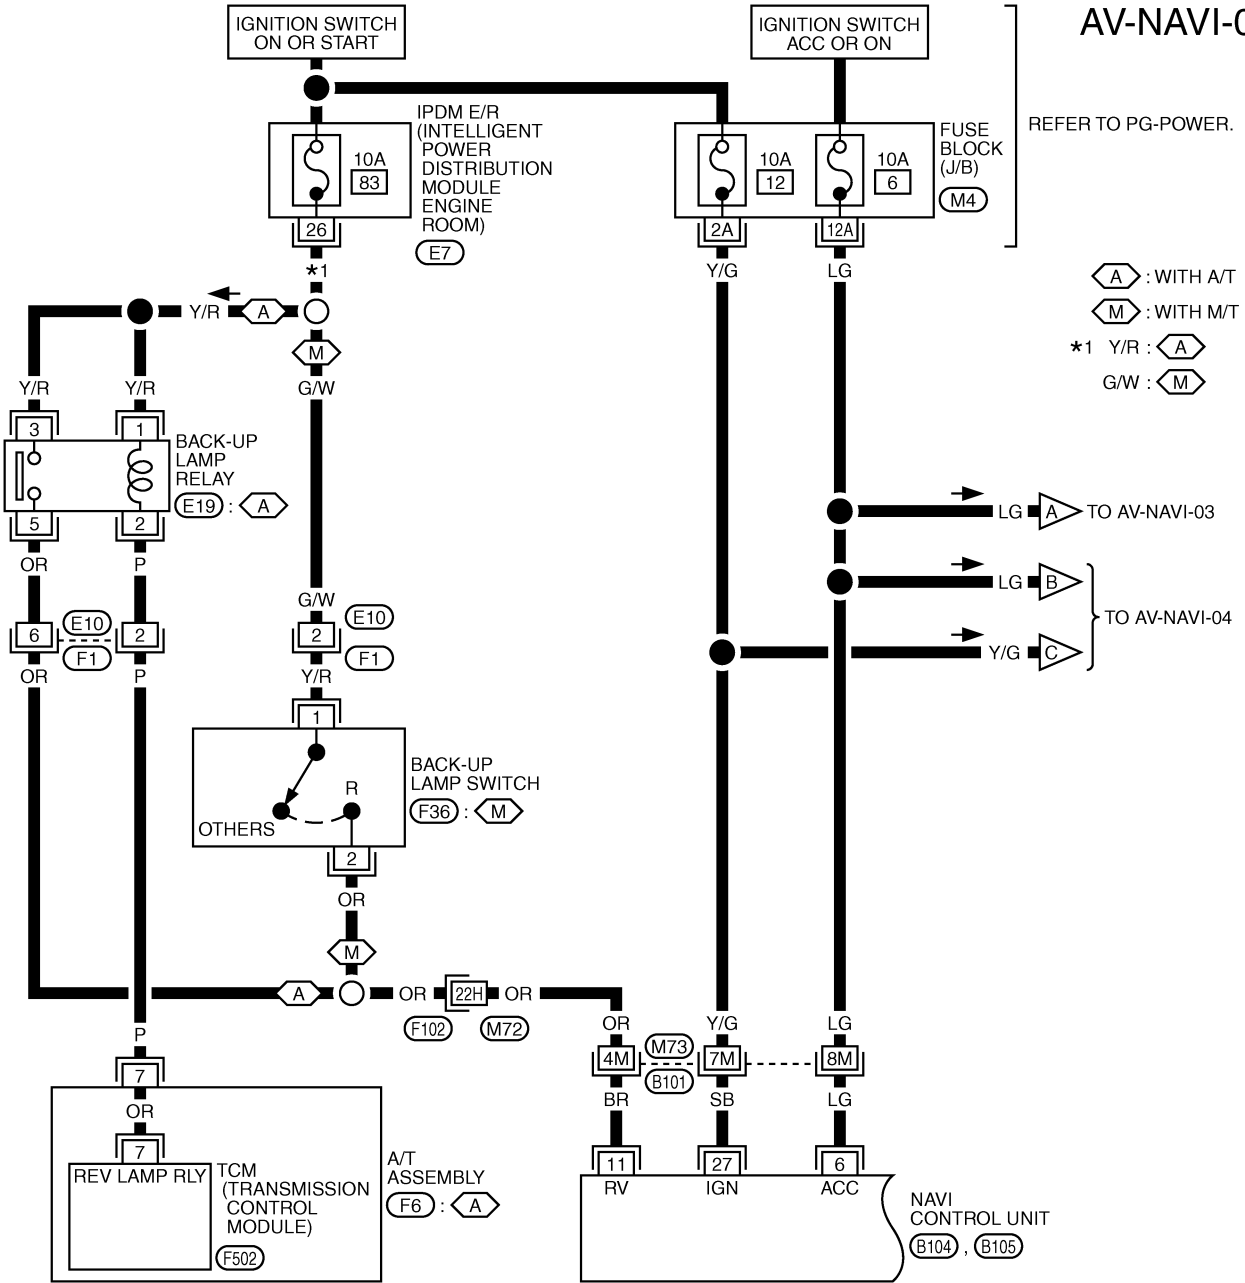 IGNITION SWITCH
ON OR START
IGNITION SWITCH
ACC OR ON
AV-NAVI-0
REFER TO PG-POWER.
IPDM E/R
(INTELLIGENT
POWER
DISTRIBUTION
MODULE
ENGINE
ROOM)
E7
10A
83
26
10A
12
10A
6
FUSE
BLOCK
(J/B)
M4
2A
12A
*1
Y/G
LG
A : WITH A/T
M : WITH M/T
*1 Y/R : A
G/W : M
Y/R
A
M
Y/R
Y/R
G/W
3
1
BACK-UP
LAMP
RELAY
E19 : A
5
2
OR
P
LG
A
TO AV-NAVI-03
LG
B
TO AV-NAVI-04
Y/G
C
G/W
6
E10
F1
2
2
E10
F1
OR
P
Y/R
1
BACK-UP
LAMP SWITCH
F36 : M
R
OTHERS
2
OR
M
A
OR
22H
OR
F102
M72
P
OR
Y/G
LG
4M
M73
B101
7M
8M
BR
SB
LG
7
OR
7
REV LAMP RLY
TCM
(TRANSMISSION
CONTROL
MODULE)
F502
A/T
ASSEMBLY
F6 : A
11
27
6
RV
IGN
ACC
NAVI
CONTROL UNIT
B104 , B105